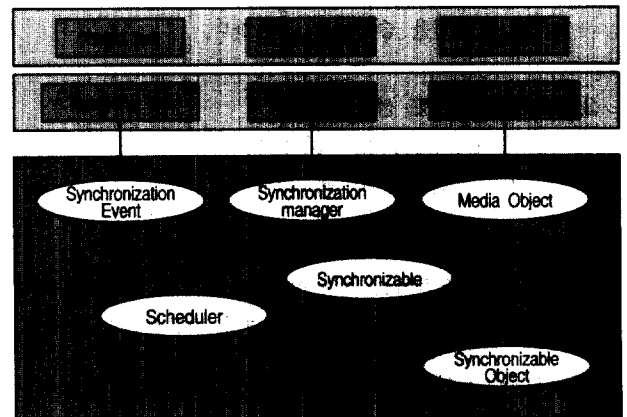 Synchronization
Event
Synchronization
manager
Media Object
Synchronizable
Scheduler
Synchronizable
Object